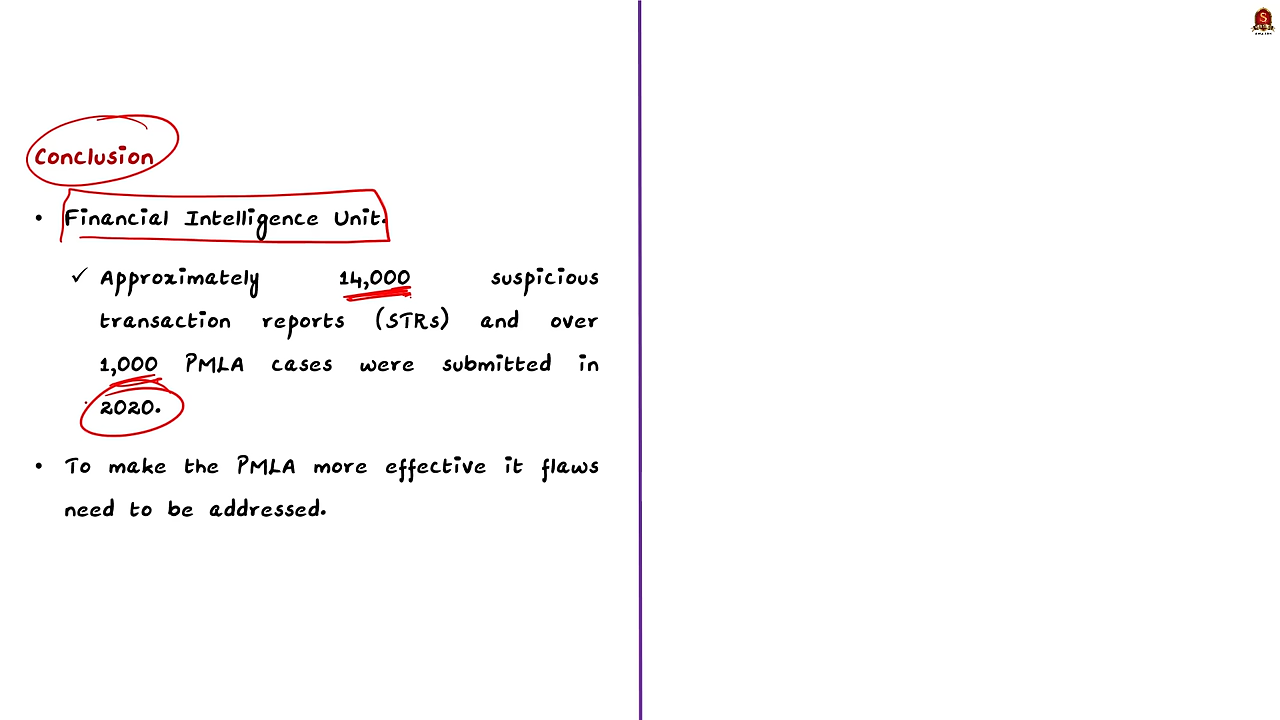 Conclusion
• Financial Intelligence Unit.
✓ Approximately 14,000 suspicious
transaction reports (STRs) and over
1,000 PMLA cases were submitted in
2020.
• To make the PMLA more effective it flaws
need to be addressed.